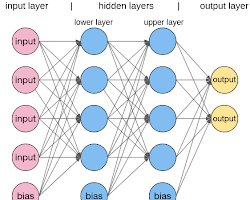 input layer | hidden layers | output layer
lower layer upper layer
input
input output
input output
input
bias bias bias